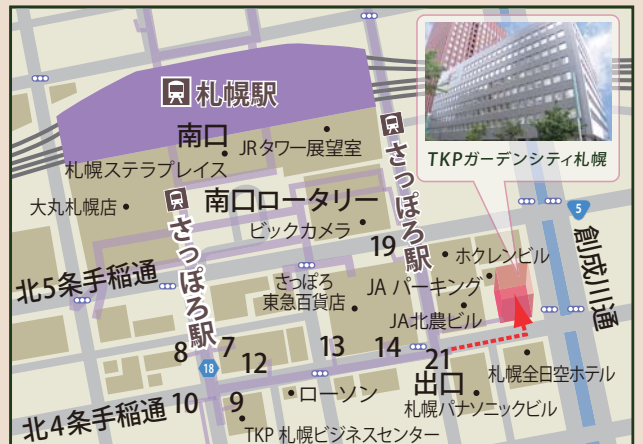 札幌駅
南口
JRタワー展望室
札幌ステラプレイス
TKPガーデンシティ札幌
大丸札幌店
さっぽろ駅
南口ロータリー
ビックカメラ
さっぽろ駅
5
創成川通
19
ホクレンビル
北5条手稲通
さっぽろ
東急百貨店
JA パーキング
JA北農ビル
8
7
18
12
13
14
21
出口
札幌全日空ホテル
北4条手稲通
10
9
ローソン
札幌パナソニックビル
TKP 札幌ビジネスセンター